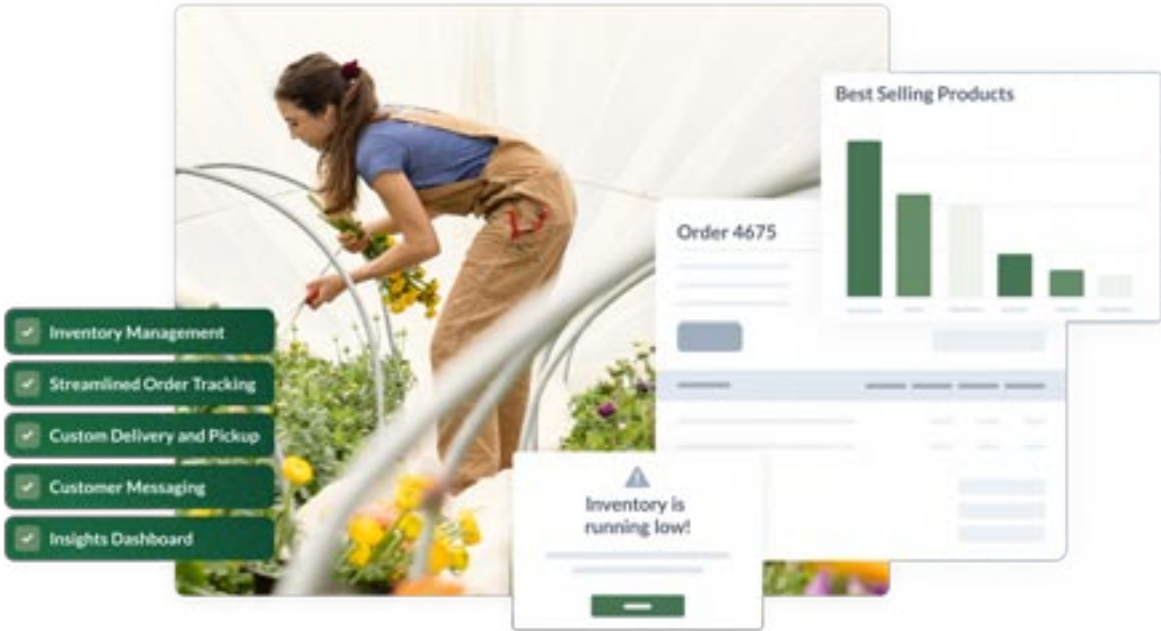 Best Selling Products
Order 4675
Inventory Management
Streamlined Order Tracking
Custom Delivery and Pickup
Customer Messaging
Insights Dashboard
Inventory is
running low!